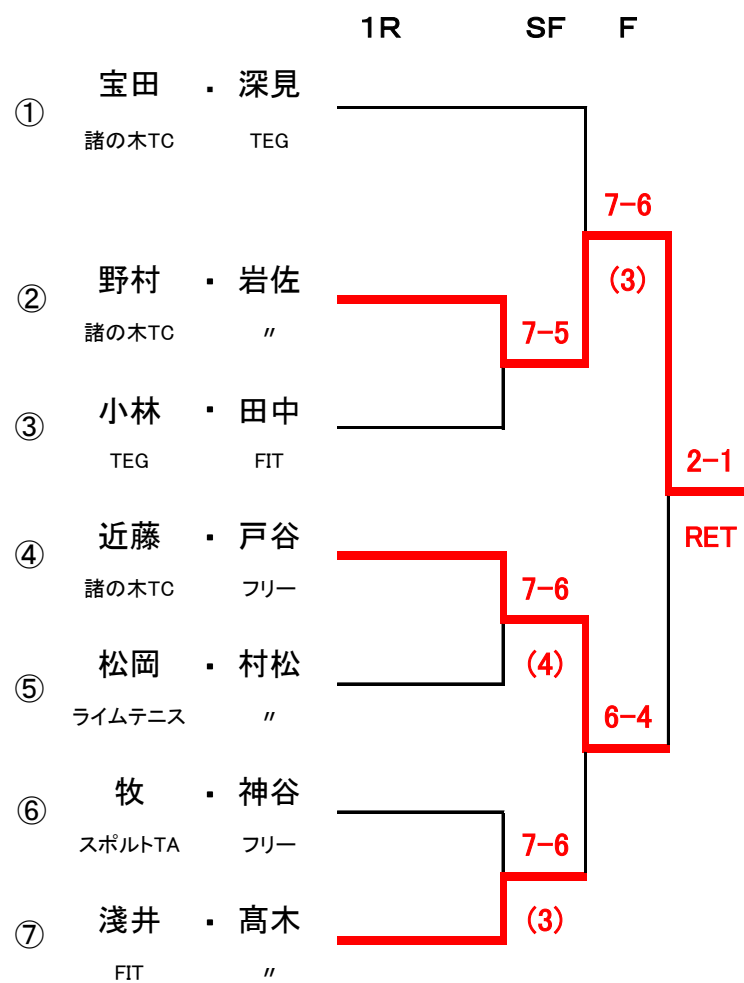 1R SF F
① 宝田 ・ 深見
諸の木TC TEG
7-6
(3)
② 野村 ・ 岩佐
諸の木TC 〃
7-5
③ 小林 ・ 田中
TEG FIT
2-1
RET
④ 近藤 ・ 戸谷
諸の木TC フリー
7-6
(4)
⑤ 松岡 ・ 村松
ライムテニス 〃
6-4
⑥ 牧 ・ 神谷
スポルトTA フリー
7-6
(3)
⑦ 淺井 ・ 髙木
FIT 〃